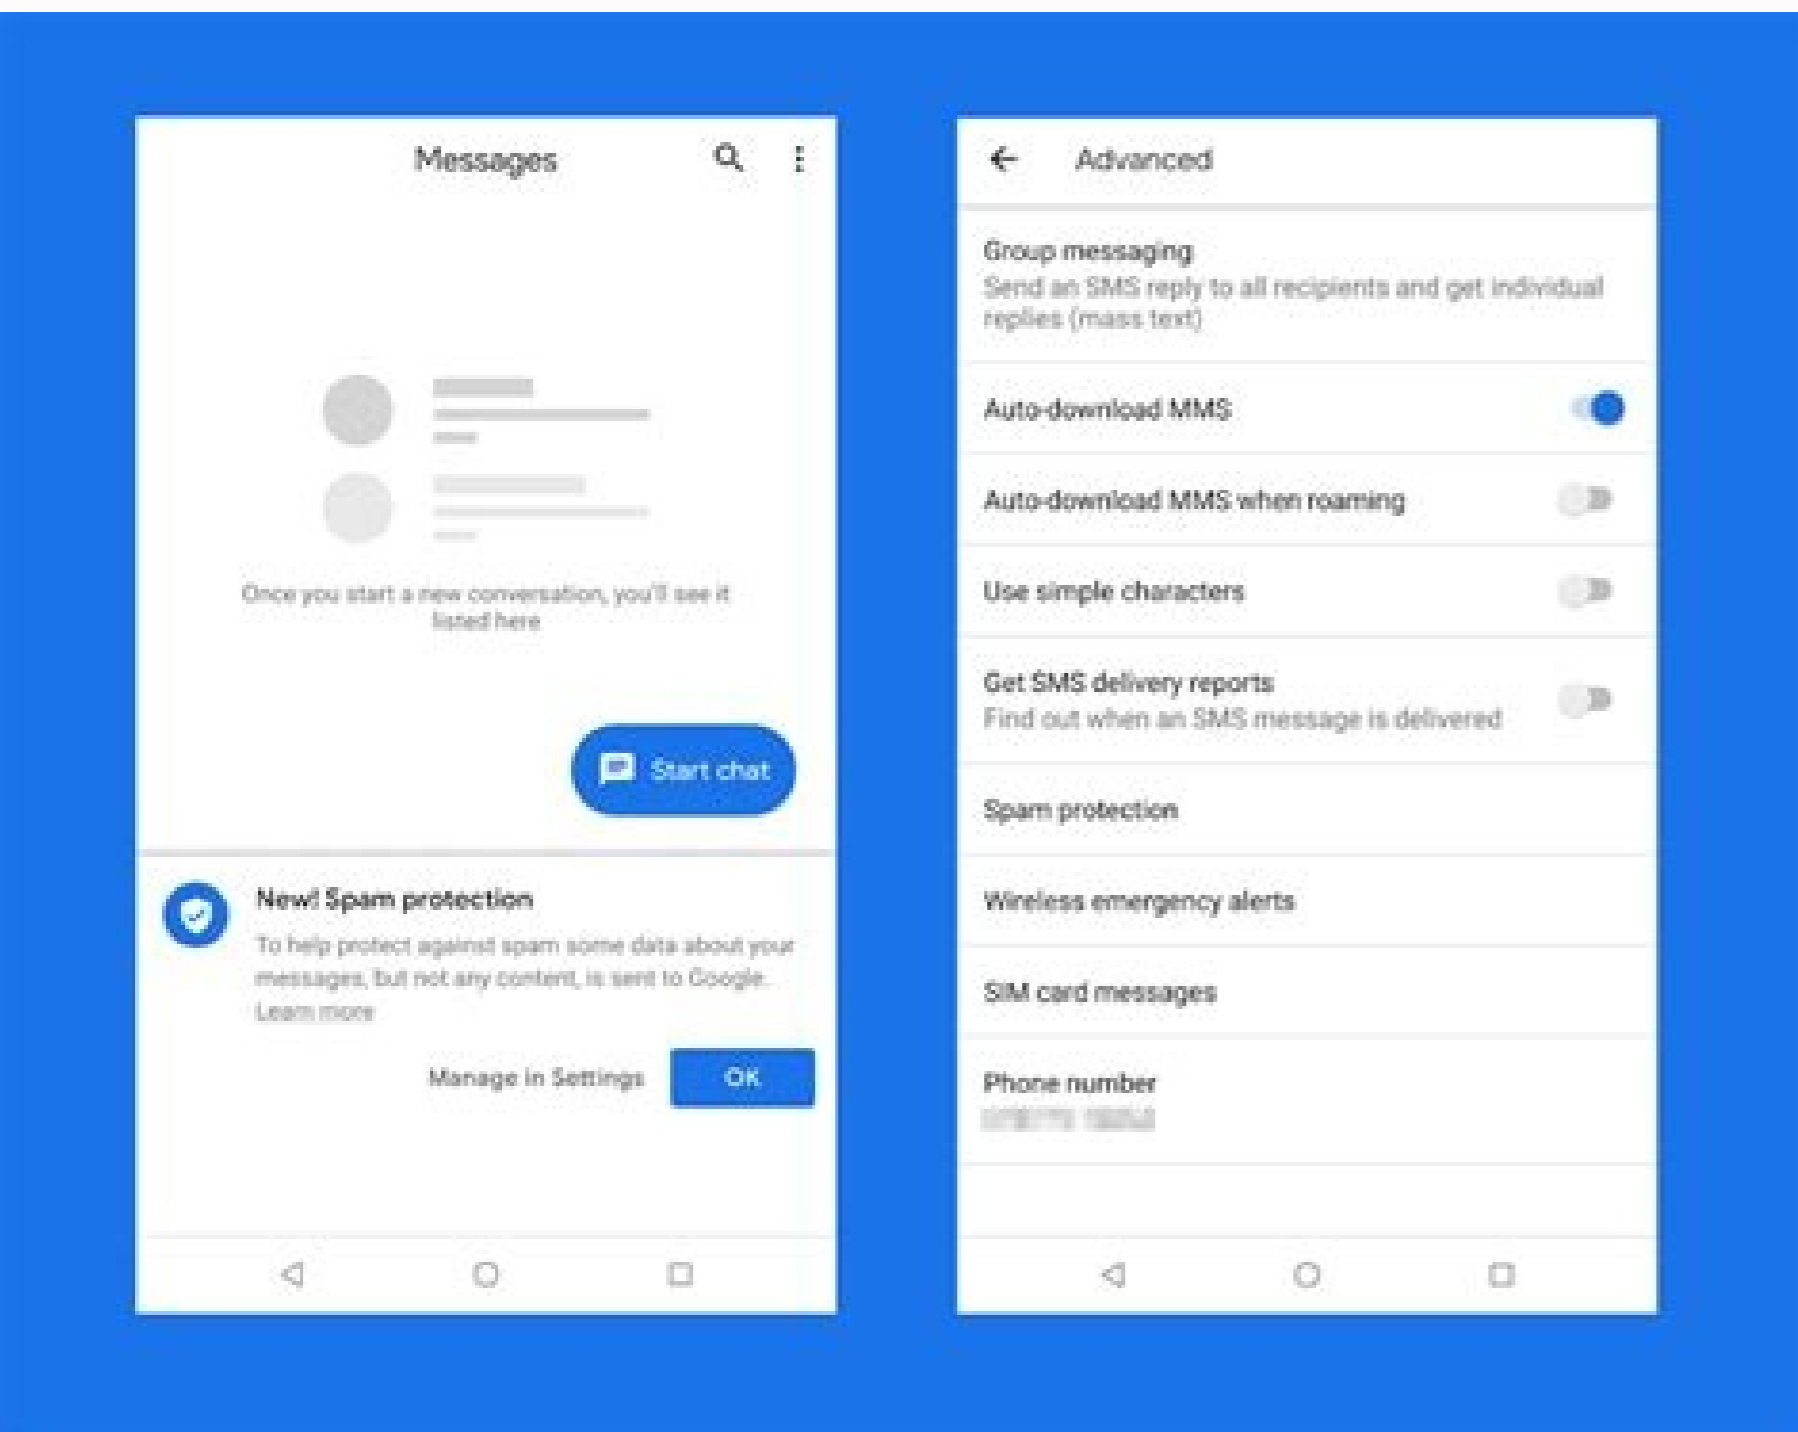 Messages
Once you start a new conversation, you'll see it
listed here
Start chat
New! Spam protection
To help protect against spam some data about your
messages, but not any content, is sent to Google.
Learn more
Manage in Settings
OK
Advanced
Group messaging
Send an SMS reply to all recipients and get individual
replies (mass text)
Auto-download MMS
Auto-download MMS when roaming
Use simple characters
Get SMS delivery reports
Find out when an SMS message is delivered
Spam protection
Wireless emergency alerts
SIM card messages
Phone number